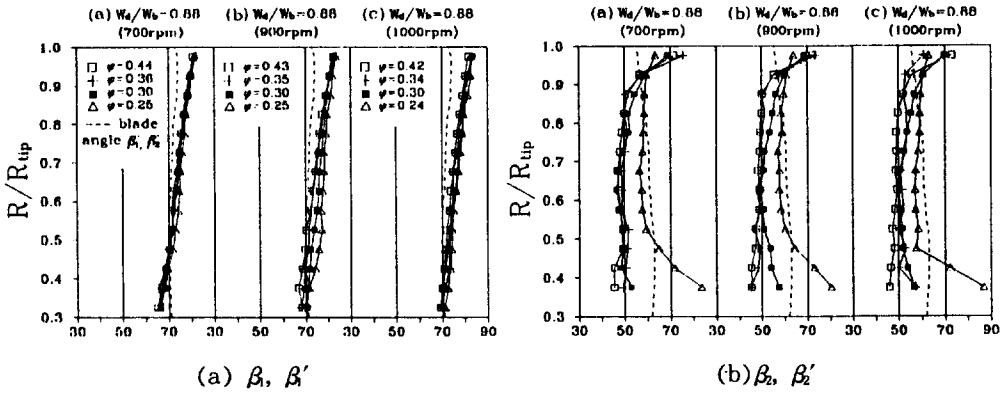 (a) Wd/Wb=0.88 (b) Wd/Wb=0.88 (c) Wd/Wb=0.88
(700rpm) (900rpm) (1000rpm)
R/Rtip
1.0
0.9
0.8
0.7
0.6
0.5
0.4
0.3
φ=0.44
φ=0.36
φ=0.30
φ=0.25
---- blade
angle β₁′, β₂′
φ=0.43
φ=0.35
φ=0.30
φ=0.25
φ=0.42
φ=0.34
φ=0.30
φ=0.24
30 50 70 30 50 70 30 50 70 90
(a) β₁, β₁′
(a) Wd/Wb=0.88 (b) Wd/Wb=0.88 (c) Wd/Wb=0.88
(700rpm) (900rpm) (1000rpm)
R/Rtip
1.0
0.9
0.8
0.7
0.6
0.5
0.4
0.3
30 50 70 30 50 70 30 50 70 90
(b) β₂, β₂′